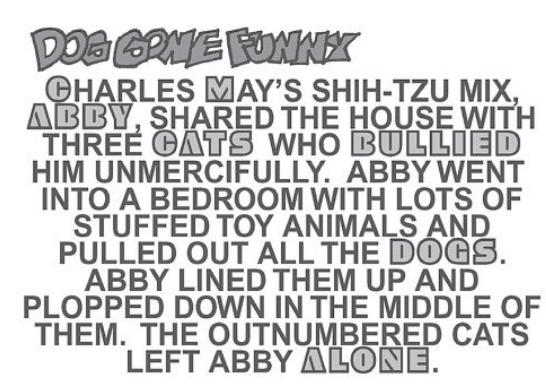 DOG GONE FUNNY
CHARLES MAY'S SHIH-TZU MIX,
ABBY, SHARED THE HOUSE WITH
THREE CATS WHO BULLIED
HIM UNMERCIFULLY. ABBY WENT
INTO A BEDROOM WITH LOTS OF
STUFFED TOY ANIMALS AND
PULLED OUT ALL THE DOGS.
ABBY LINED THEM UP AND
PLOPPED DOWN IN THE MIDDLE OF
THEM. THE OUTNUMBERED CATS
LEFT ABBY ALONE.